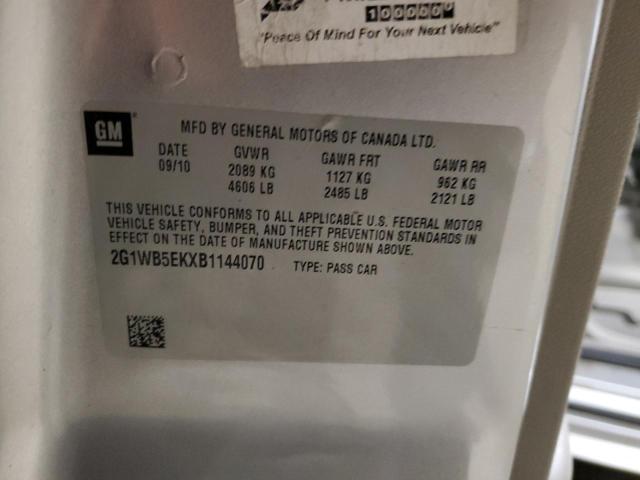 100000
"Peace Of Mind For Your Next Vehicle"
GM
MFD BY GENERAL MOTORS OF CANADA LTD.
DATE GVWR GAWR FRT GAWR RR
09/10 2089 KG 1127 KG 962 KG
4606 LB 2485 LB 2121 LB
THIS VEHICLE CONFORMS TO ALL APPLICABLE U.S. FEDERAL MOTOR
VEHICLE SAFETY, BUMPER, AND THEFT PREVENTION STANDARDS IN
EFFECT ON THE DATE OF MANUFACTURE SHOWN ABOVE.
2G1WB5EKXB1144070 TYPE: PASS CAR